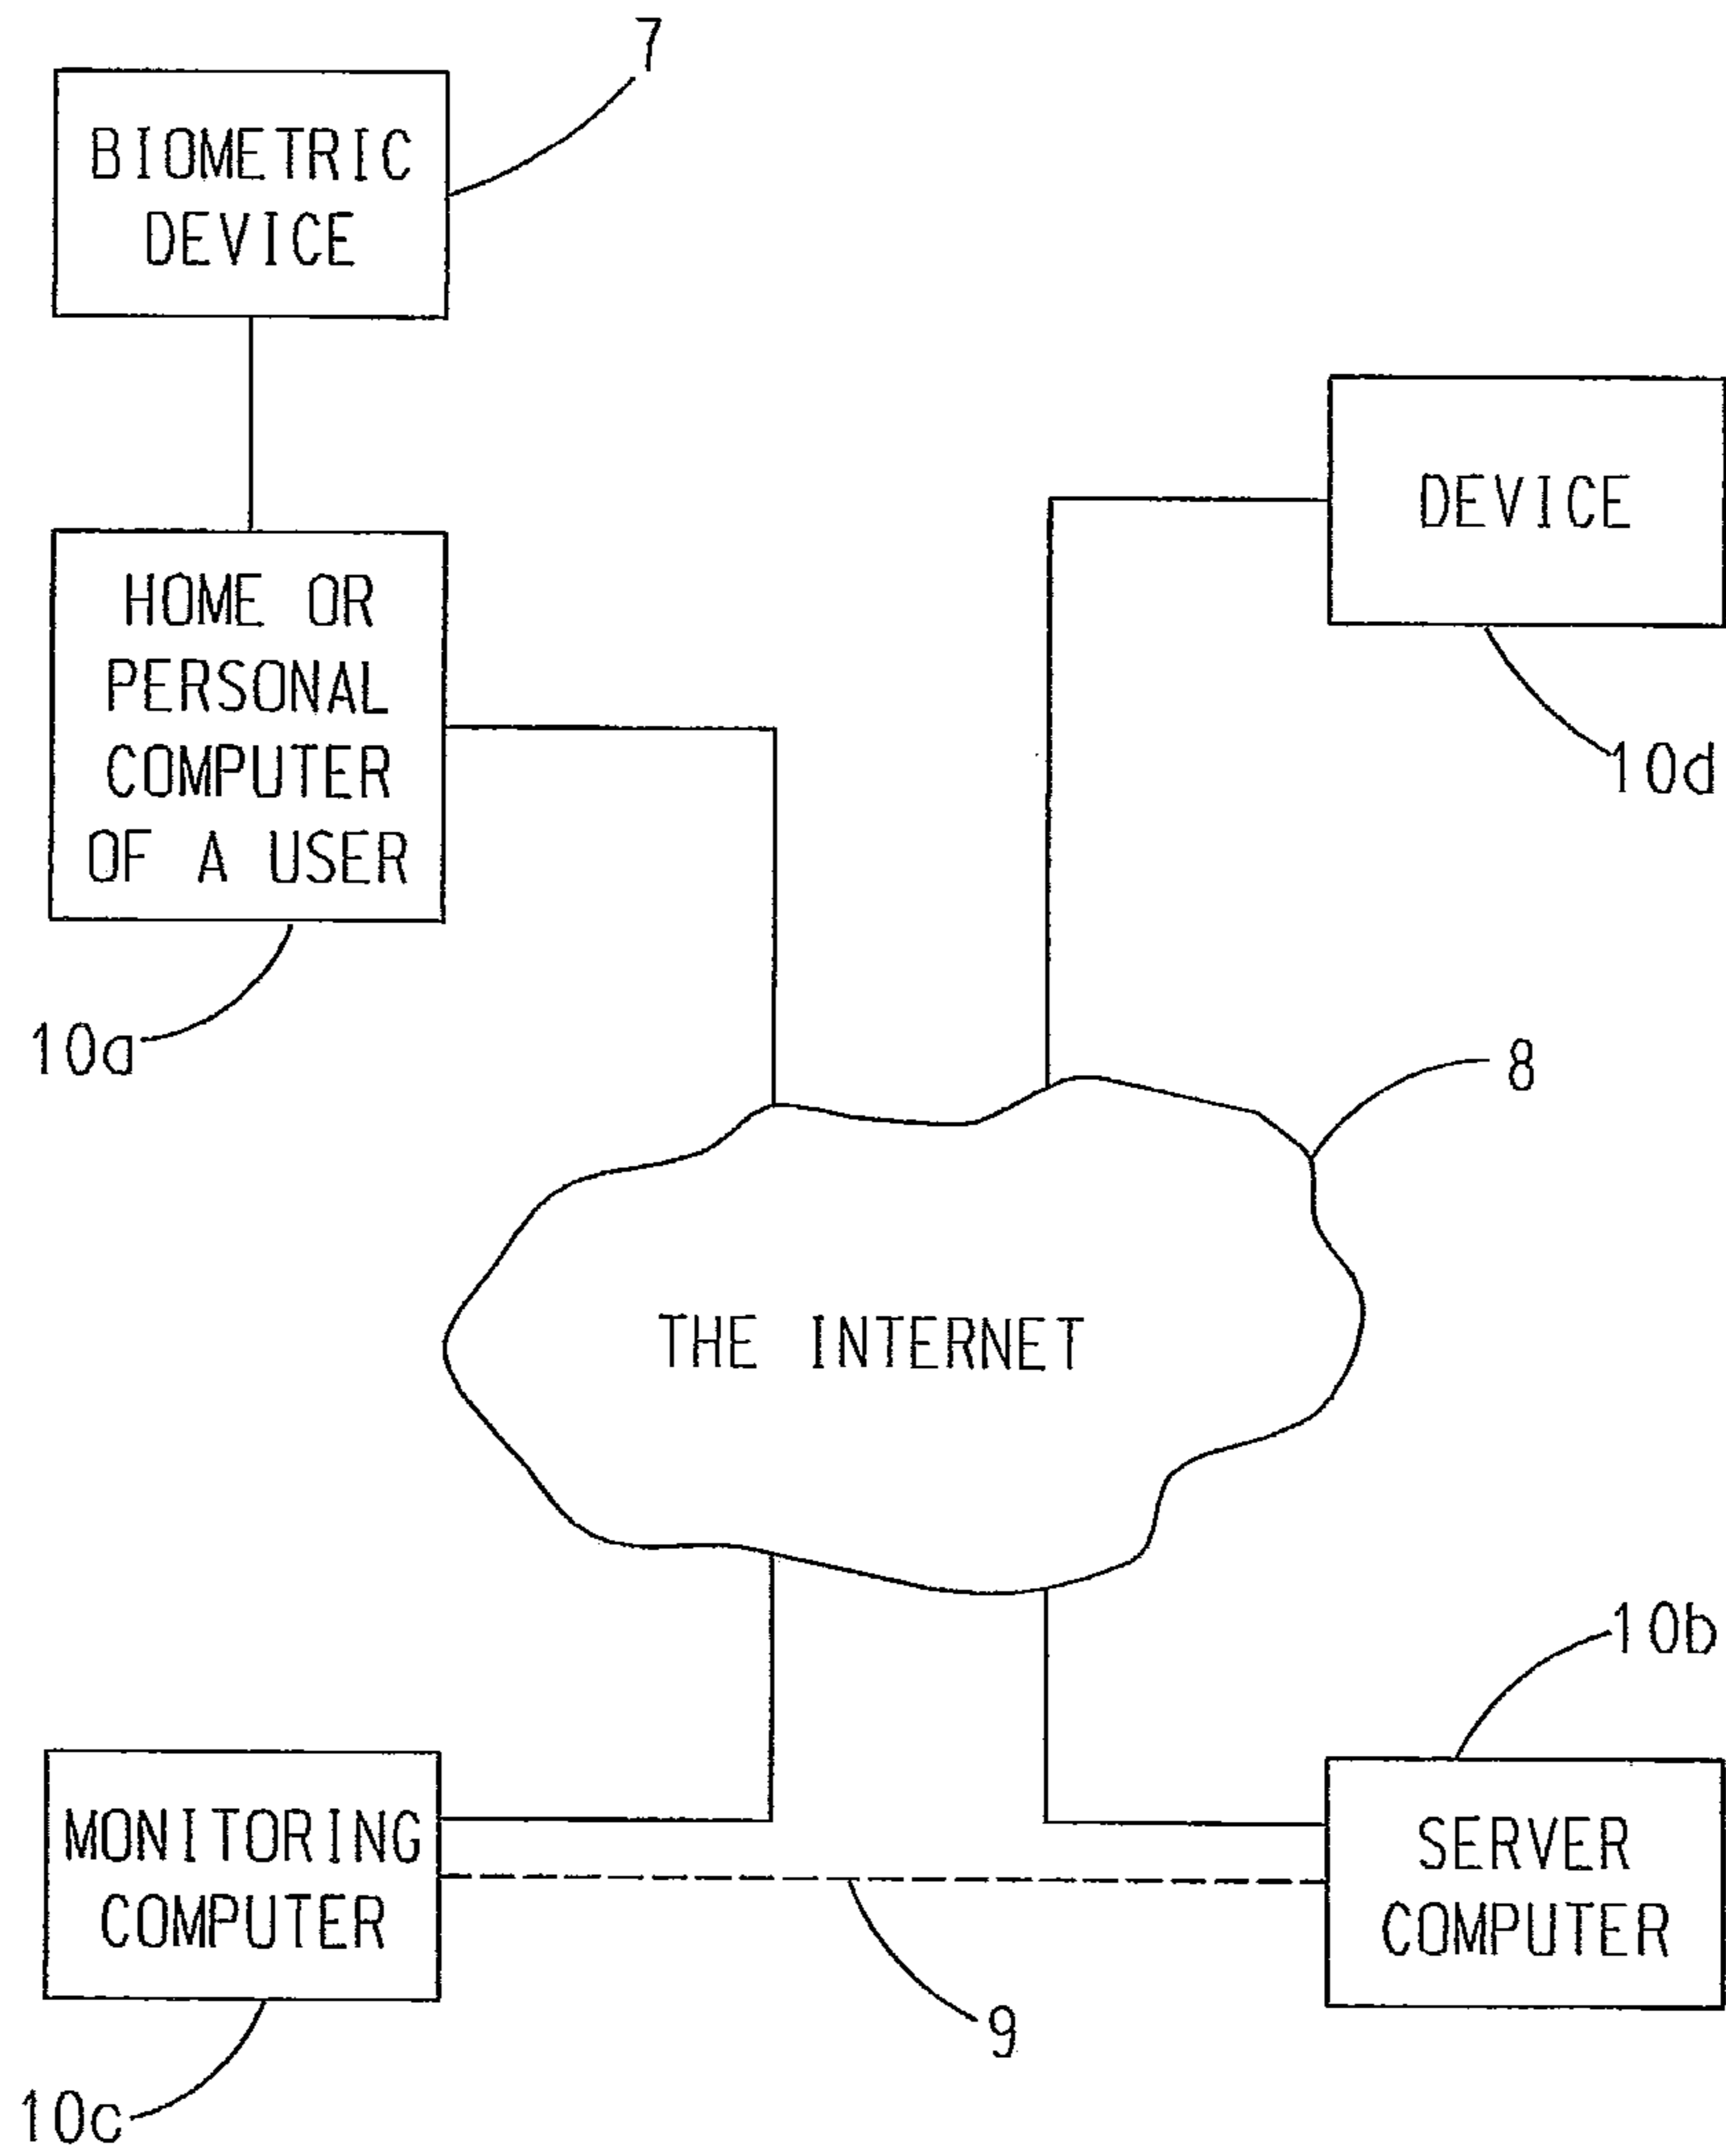 7
BIOMETRIC
DEVICE
DEVICE
10d
HOME OR
PERSONAL
COMPUTER
OF A USER
10a
8
THE INTERNET
10b
MONITORING
COMPUTER
SERVER
COMPUTER
9
10c